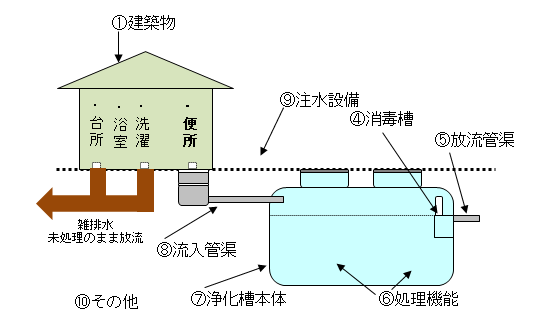 ①建築物
・台所
・浴室
・洗濯
・便所
⑨注水設備
④消毒槽
⑤放流管渠
雑排水
未処理のまま放流
⑧流入管渠
⑦浄化槽本体
⑥処理機能
⑩その他